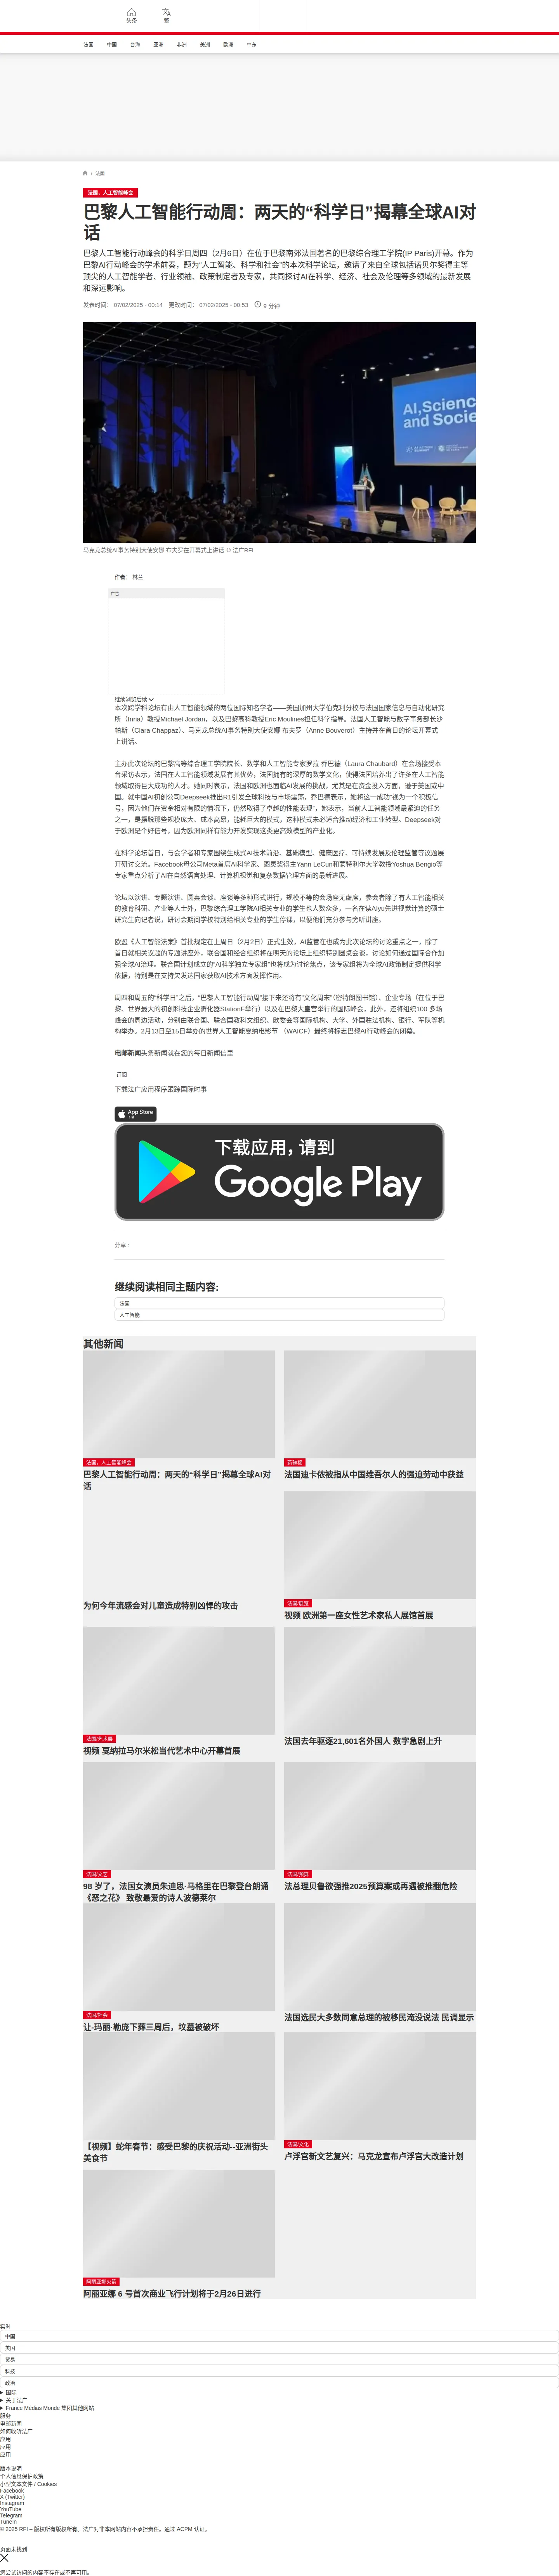 头条
繁
法国
中国
台海
亚洲
非洲
美洲
欧洲
中东
/ 法国
法国，人工智能峰会
巴黎人工智能行动周：两天的“科学日”揭幕全球AI对
话
巴黎人工智能行动峰会的科学日周四（2月6日）在位于巴黎南郊法国著名的巴黎综合理工学院(IP Paris)开幕。作为
巴黎AI行动峰会的学术前奏，题为“人工智能、科学和社会”的本次科学论坛，邀请了来自全球包括诺贝尔奖得主等
顶尖的人工智能学者、行业领袖、政策制定者及专家，共同探讨AI在科学、经济、社会及伦理等多领域的最新发展
和深远影响。
发表时间： 07/02/2025 - 00:14 更改时间： 07/02/2025 - 00:53 9 分钟
AI, Science
and Society
马克龙总统AI事务特别大使安娜 布夫罗在开幕式上讲话 © 法广RFI
作者： 林兰
广告
继续浏览后续
本次跨学科论坛有由人工智能领域的两位国际知名学者——美国加州大学伯克利分校与法国国家信息与自动化研究
所（Inria）教授Michael Jordan，以及巴黎高科教授Eric Moulines担任科学指导。法国人工智能与数字事务部长沙
帕斯（Clara Chappaz）、马克龙总统AI事务特别大使安娜 布夫罗（Anne Bouverot）主持并在首日的论坛开幕式
上讲话。
主办此次论坛的巴黎高等综合理工学院院长、数学和人工智能专家罗拉 乔巴德（Laura Chaubard）在会场接受本
台采访表示，法国在人工智能领域发展有其优势，法国拥有的深厚的数学文化，使得法国培养出了许多在人工智能
领域取得巨大成功的人才。她同时表示，法国和欧洲也面临AI发展的挑战，尤其是在资金投入方面，逊于美国或中
国。就中国AI初创公司Deepseek推出R1引发全球科技与市场震荡，乔巴德表示，她将这一成功“视为一个积极信
号，因为他们在资金相对有限的情况下，仍然取得了卓越的性能表现”，她表示，当前人工智能领域最紧迫的任务
之一，是摆脱那些规模庞大、成本高昂，能耗巨大的模式，这种模式未必适合推动经济和工业转型。Deepseek对
于欧洲是个好信号，因为欧洲同样有能力开发实现这类更高效模型的产业化。
在科学论坛首日，与会学者和专家围绕生成式AI技术前沿、基础模型、健康医疗、可持续发展及伦理监管等议题展
开研讨交流。Facebook母公司Meta首席AI科学家、图灵奖得主Yann LeCun和蒙特利尔大学教授Yoshua Bengio等
专家重点分析了AI在自然语言处理、计算机视觉和复杂数据管理方面的最新进展。
论坛以演讲、专题演讲、圆桌会谈、座谈等多种形式进行，规模不等的会场座无虚席，参会者除了有人工智能相关
的教育科研、产业等人士外，巴黎综合理工学院AI相关专业的学生也人数众多，一名在读Aiyu先进视觉计算的硕士
研究生向记者说，研讨会期间学校特别给相关专业的学生停课，以便他们充分参与旁听讲座。
欧盟《人工智能法案》首批规定在上周日（2月2日）正式生效，AI监管在也成为此次论坛的讨论重点之一，除了
首日就相关议题的专题讲座外，联合国和经合组织将在明天的论坛上组织特别圆桌会谈，讨论如何通过国际合作加
强全球AI治理。联合国计划成立的“AI科学独立专家组”也将成为讨论焦点，该专家组将为全球AI政策制定提供科学
依据，特别是在支持欠发达国家获取AI技术方面发挥作用。
周四和周五的“科学日”之后，“巴黎人工智能行动周”接下来还将有“文化周末”（密特朗图书馆）、企业专场（在位于巴
黎、世界最大的初创科技企业孵化器StationF举行）以及在巴黎大皇宫举行的国际峰会，此外，还将组织100 多场
峰会的周边活动，分别由联合国、联合国教科文组织、欧委会等国际机构、大学、外国驻法机构、银行、军队等机
构举办。2月13日至15日举办的世界人工智能戛纳电影节 （WAICF）最终将标志巴黎AI行动峰会的闭幕。
电邮新闻头条新闻就在您的每日新闻信里
订阅
下载法广应用程序跟踪国际时事
App Store
下载
下载应用，请到
Google Play
分享 :
继续阅读相同主题内容:
法国
人工智能
其他新闻
法国，人工智能峰会
巴黎人工智能行动周：两天的“科学日”揭幕全球AI对
话
新疆棉
法国迪卡侬被指从中国维吾尔人的强迫劳动中获益
为何今年流感会对儿童造成特别凶悍的攻击
法国/展览
视频 欧洲第一座女性艺术家私人展馆首展
法国/艺术展
视频 戛纳拉马尔米松当代艺术中心开幕首展
法国去年驱逐21,601名外国人 数字急剧上升
法国/文艺
98 岁了，法国女演员朱迪思·马格里在巴黎登台朗诵
《恶之花》 致敬最爱的诗人波德莱尔
法国/预算
法总理贝鲁欲强推2025预算案或再遇被推翻危险
法国/社会
让-玛丽·勒庞下葬三周后，坟墓被破坏
法国选民大多数同意总理的被移民淹没说法 民调显示
【视频】蛇年春节：感受巴黎的庆祝活动--亚洲街头
美食节
法国/文化
卢浮宫新文艺复兴：马克龙宣布卢浮宫大改造计划
阿丽亚娜火箭
阿丽亚娜 6 号首次商业飞行计划将于2月26日进行
实时
中国
美国
贸易
科技
政治
国际
关于法广
France Médias Monde 集团其他网站
服务
电邮新闻
如何收听法广
应用
应用
应用
版本说明
个人信息保护政策
小型文本文件 / Cookies
Facebook
X (Twitter)
Instagram
YouTube
Telegram
TuneIn
© 2025 RFI – 版权所有版权所有。法广对非本网站内容不承担责任。通过 ACPM 认证。
页面未找到
您尝试访问的内容不存在或不再可用。